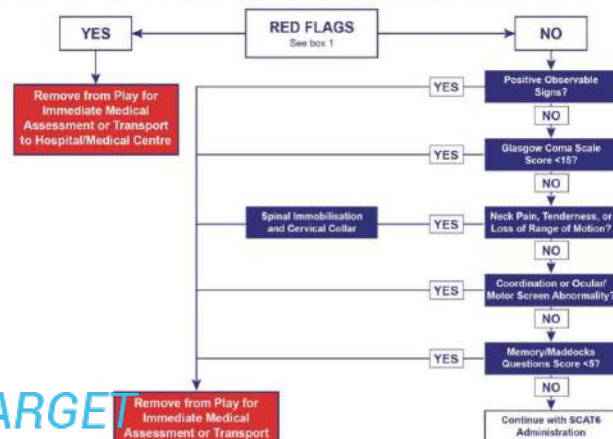 YES
RED FLAGS
See box 1
NO
Remove from Play for
Immediate Medical
Assessment or Transport
to Hospital/Medical Centre
YES
Positive Observable
Signs?
NO
YES
Glasgow Coma Scale
Score <15?
NO
Spinal Immobilisation
and Cervical Collar
YES
Neck Pain, Tenderness, or
Loss of Range of Motion?
NO
YES
Coordination or Ocular/
Motor Screen Abnormality?
NO
YES
Memory/Maddocks
Questions Score <5?
NO
ARGET
Remove from Play for
Immediate Medical
Assessment or Transport
Continue with SCAT6
Administration